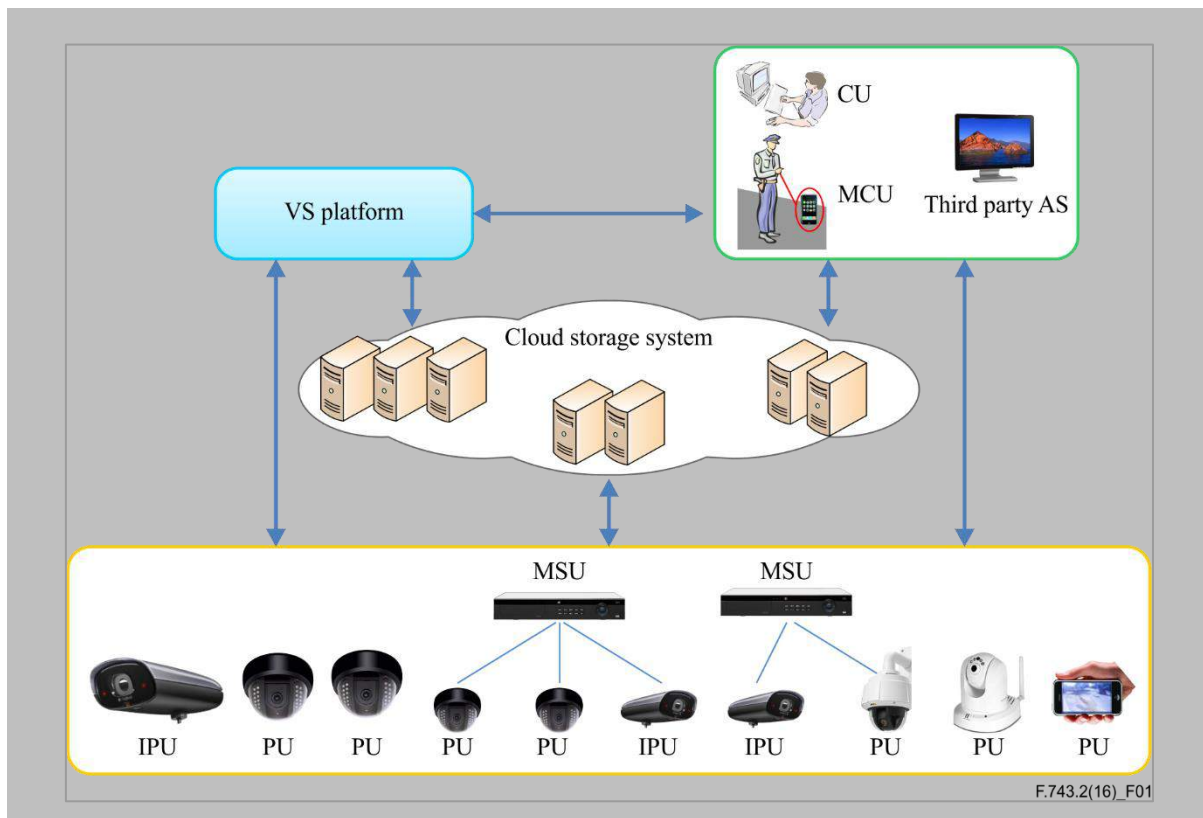 CU
VS platform
MCU
Third party AS
Cloud storage system
MSU
MSU
IPU
PU
PU
PU
PU
IPU
IPU
PU
PU
PU
F.743.2(16)_F01